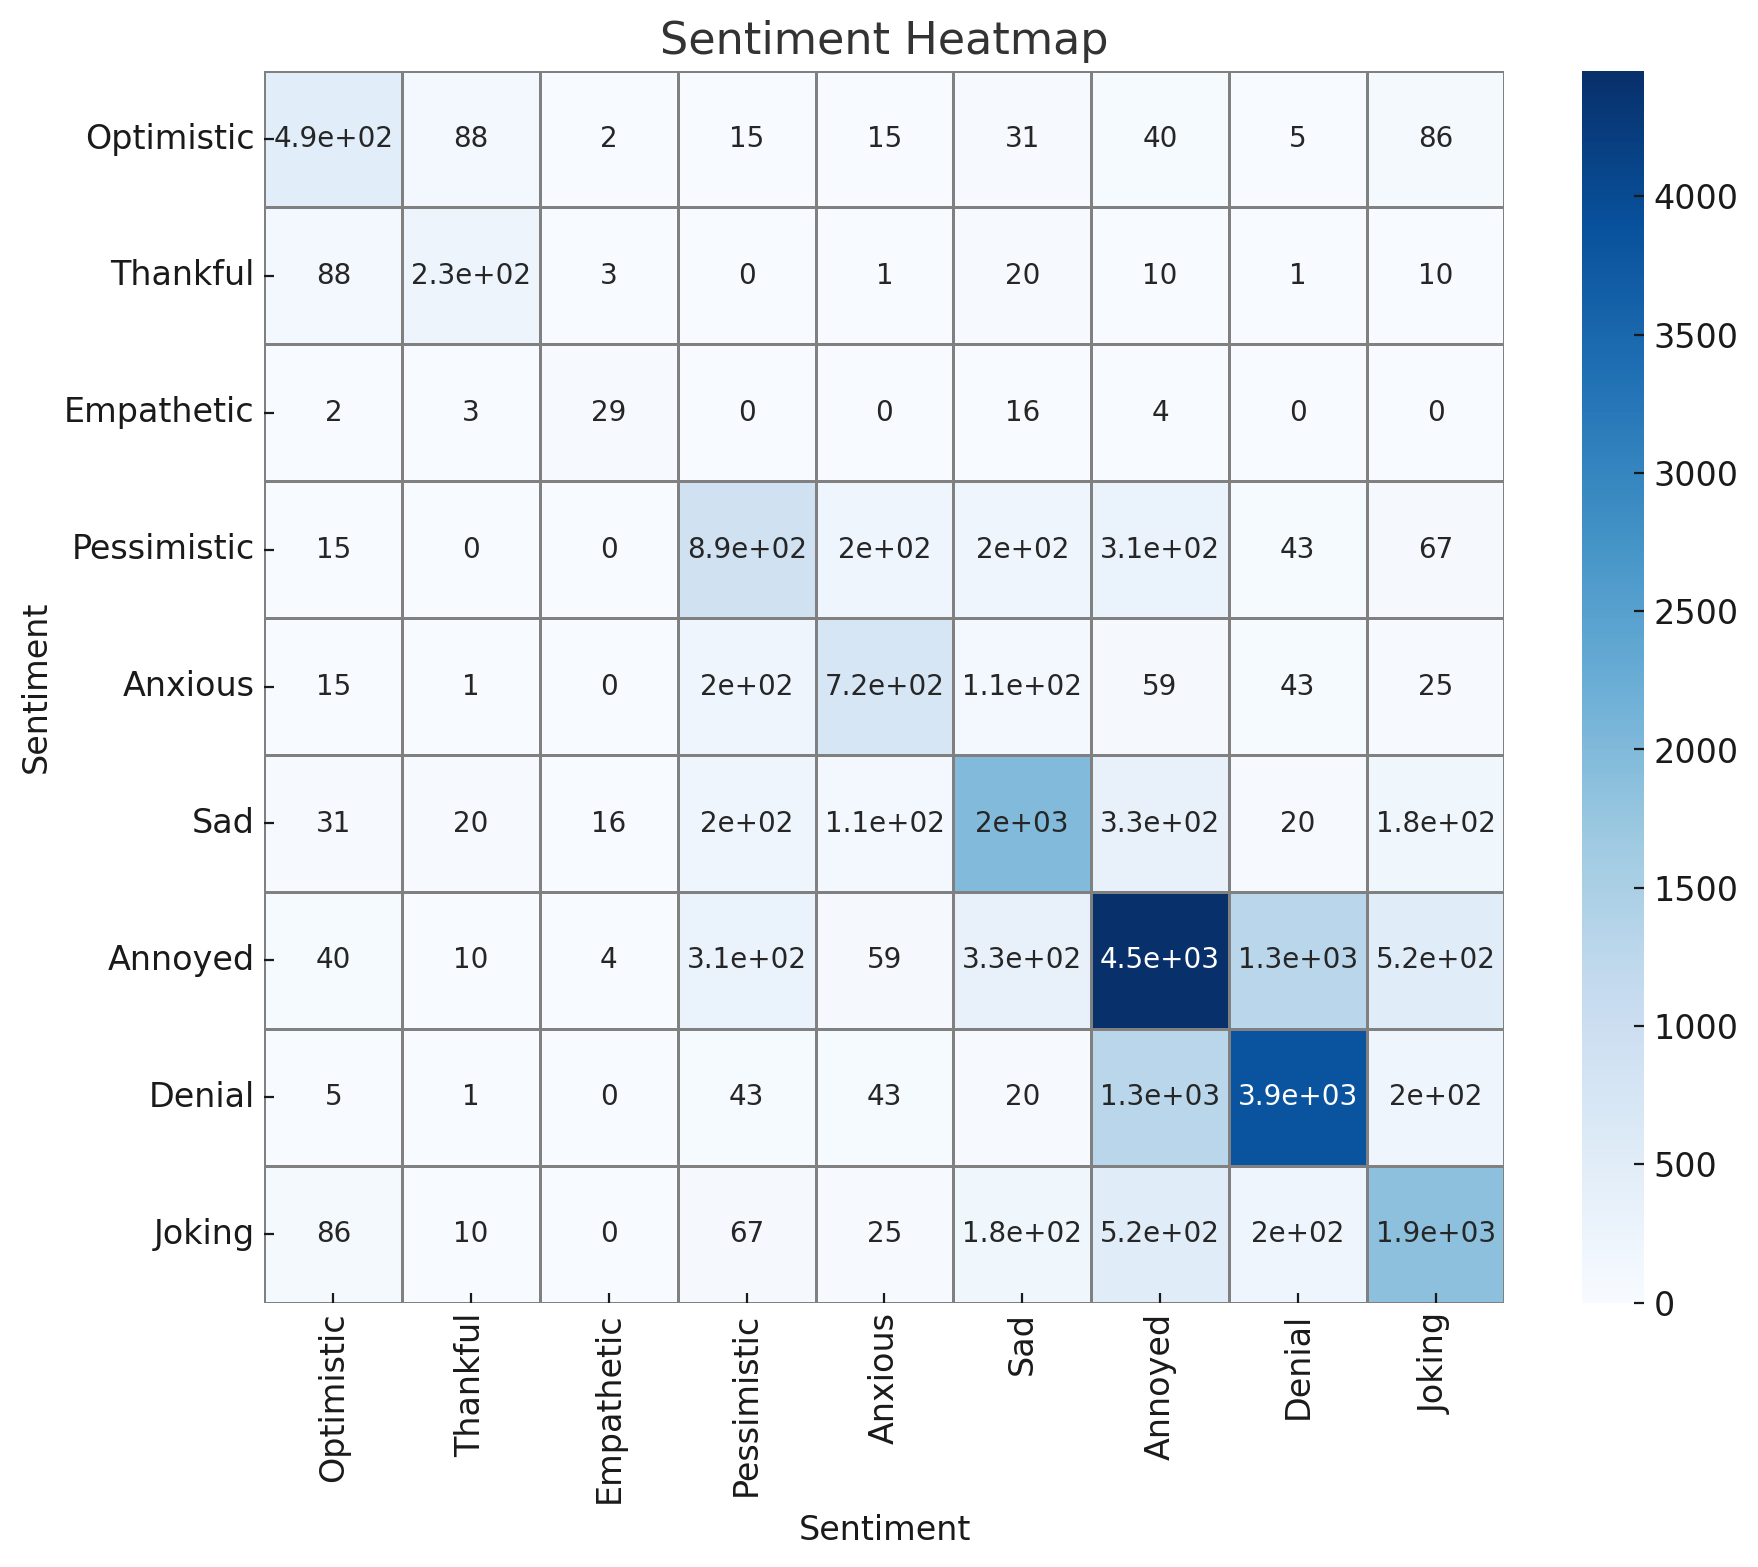 Sentiment Heatmap
Optimistic 4.9e+02 88 2 15 15 31 40 5 86
Thankful 88 2.3e+02 3 0 1 20 10 1 10
Empathetic 2 3 29 0 0 16 4 0 0
Pessimistic 15 0 0 8.9e+02 2e+02 2e+02 3.1e+02 43 67
Anxious 15 1 0 2e+02 7.2e+02 1.1e+02 59 43 25
Sad 31 20 16 2e+02 1.1e+02 2e+03 3.3e+02 20 1.8e+02
Annoyed 40 10 4 3.1e+02 59 3.3e+02 4.5e+03 1.3e+03 5.2e+02
Denial 5 1 0 43 43 20 1.3e+03 3.9e+03 2e+02
Joking 86 10 0 67 25 1.8e+02 5.2e+02 2e+02 1.9e+03
Optimistic Thankful Empathetic Pessimistic Anxious Sad Annoyed Denial Joking
Sentiment
Sentiment
4000
3500
3000
2500
2000
1500
1000
500
0